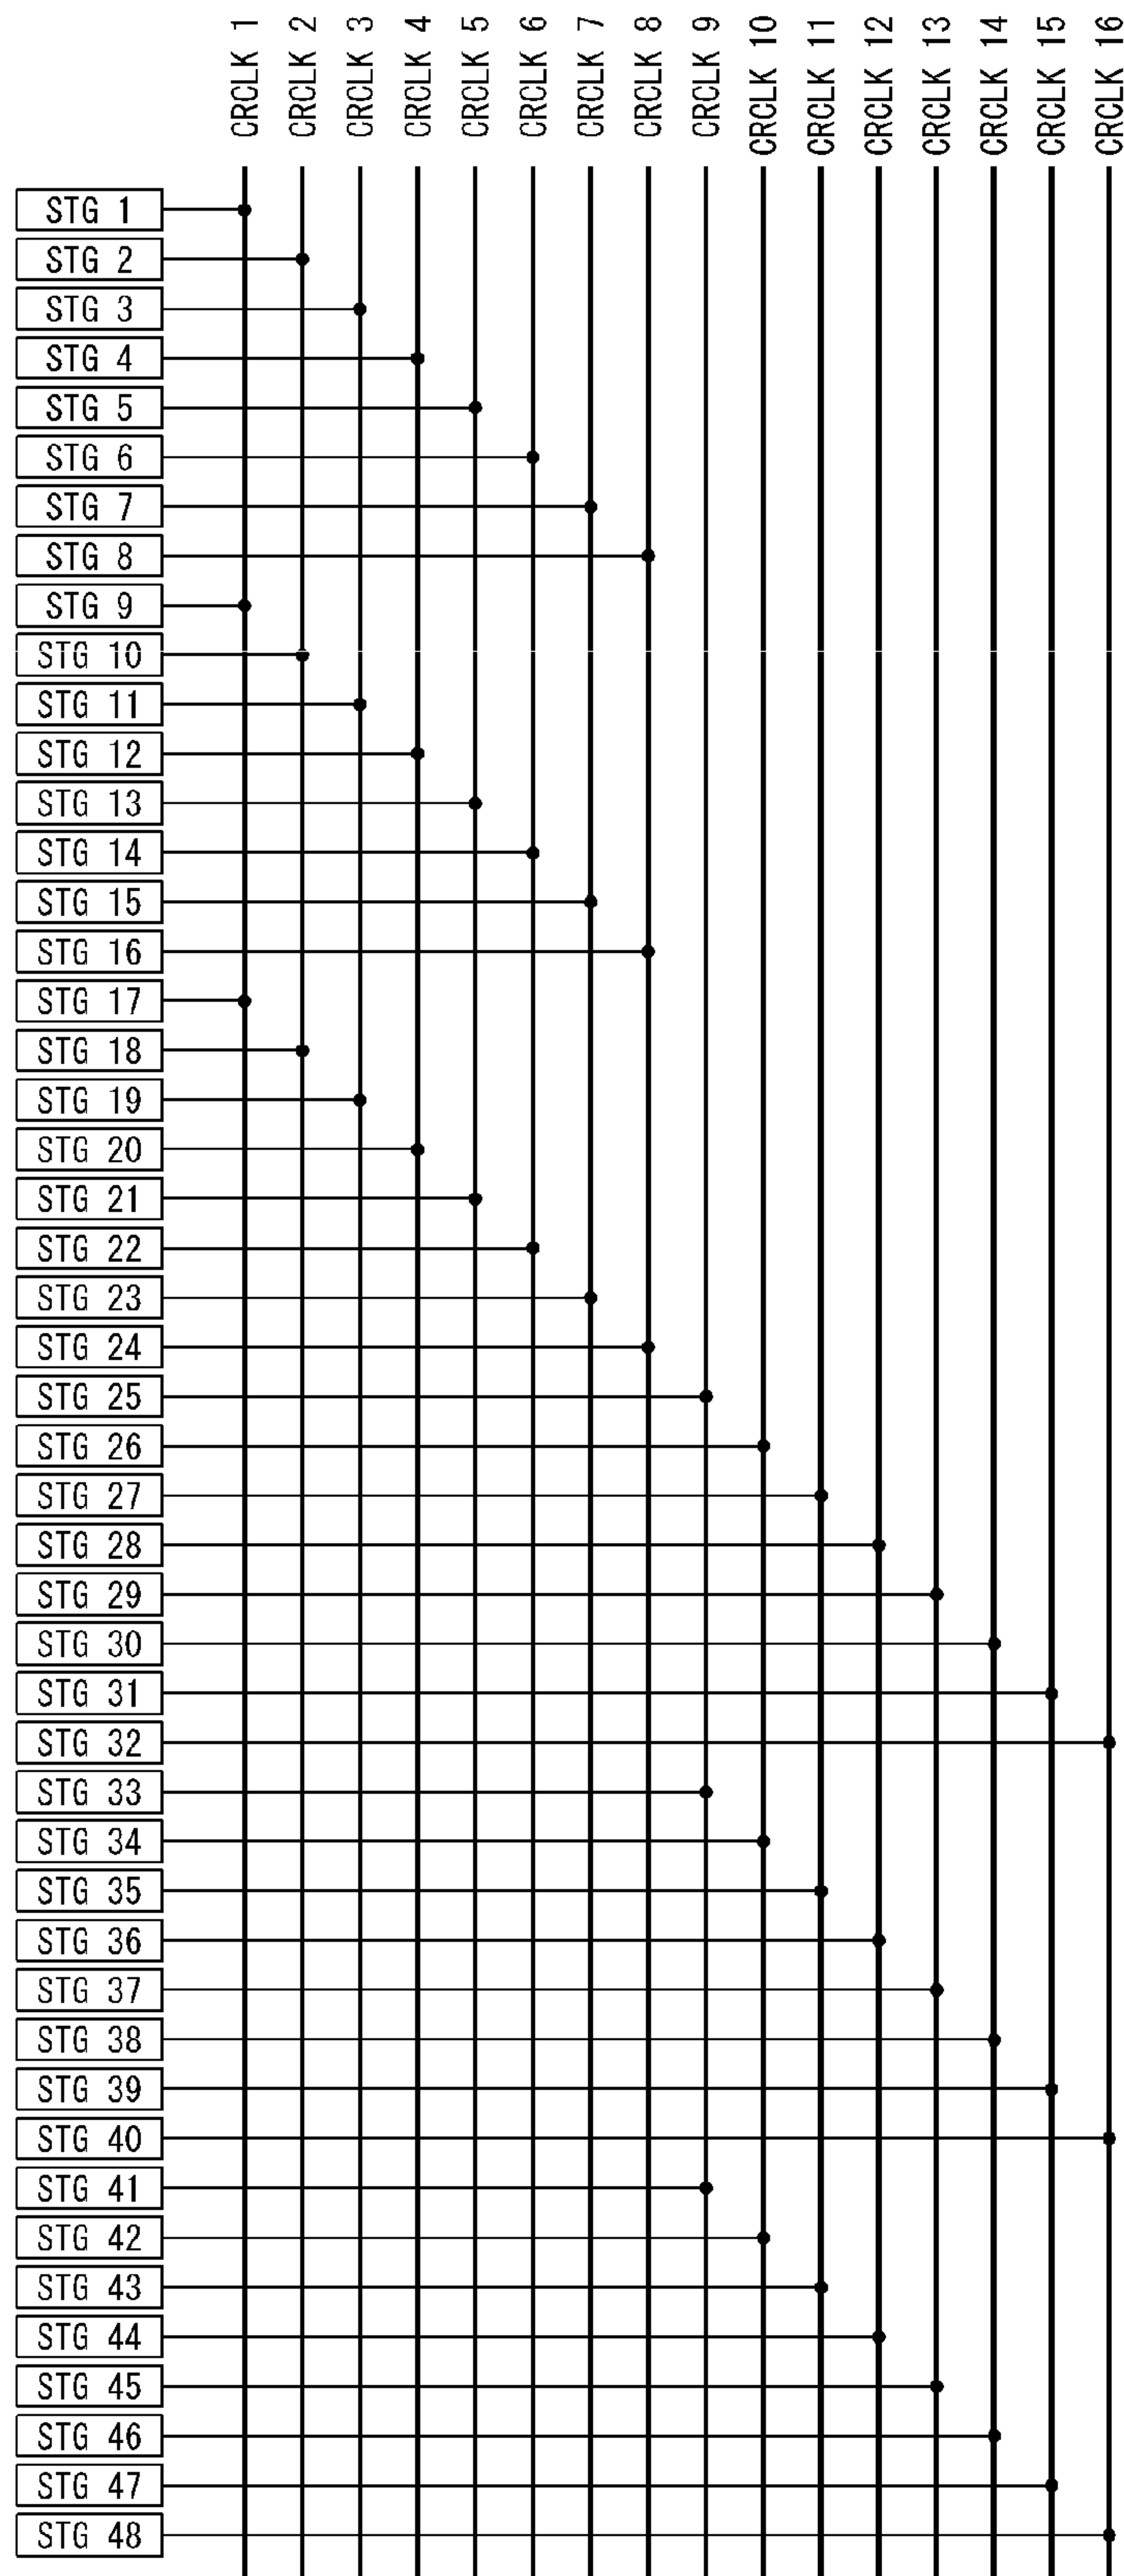 CRCLK 1
CRCLK 2
CRCLK 3
CRCLK 4
CRCLK 5
CRCLK 6
CRCLK 7
CRCLK 8
CRCLK 9
CRCLK 10
CRCLK 11
CRCLK 12
CRCLK 13
CRCLK 14
CRCLK 15
CRCLK 16
STG 1
STG 2
STG 3
STG 4
STG 5
STG 6
STG 7
STG 8
STG 9
STG 10
STG 11
STG 12
STG 13
STG 14
STG 15
STG 16
STG 17
STG 18
STG 19
STG 20
STG 21
STG 22
STG 23
STG 24
STG 25
STG 26
STG 27
STG 28
STG 29
STG 30
STG 31
STG 32
STG 33
STG 34
STG 35
STG 36
STG 37
STG 38
STG 39
STG 40
STG 41
STG 42
STG 43
STG 44
STG 45
STG 46
STG 47
STG 48